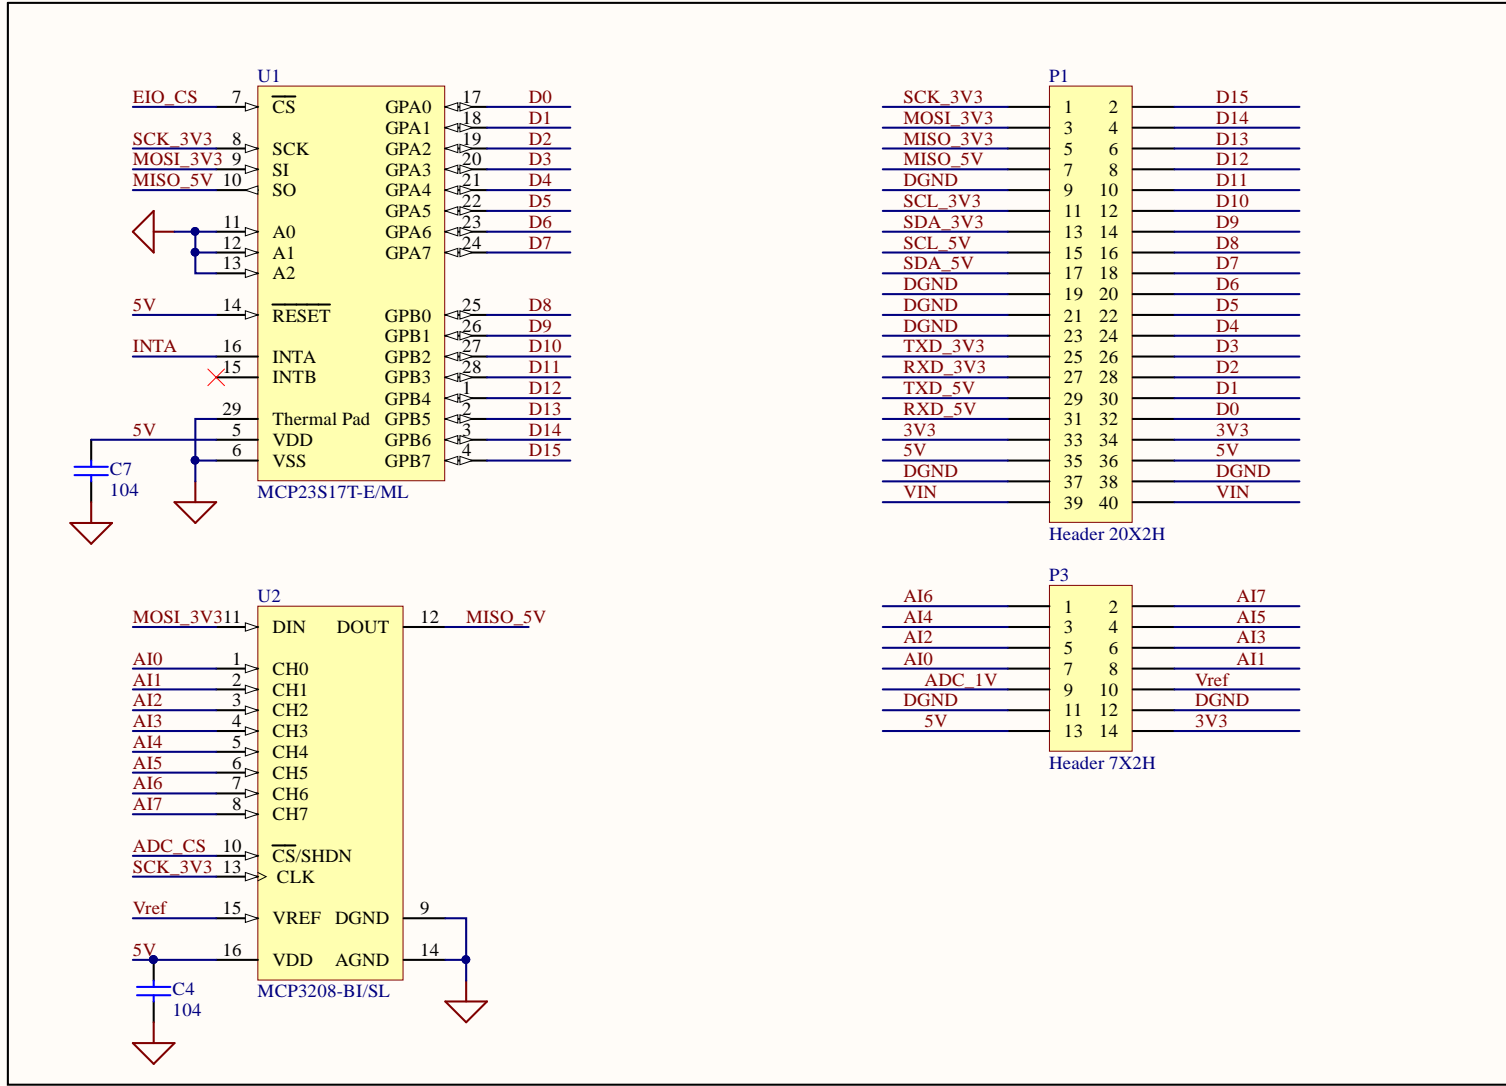 U1
EIO_CS 7 CS GPA0 17 D0
GPA1 18 D1
SCK_3V3 8 SCK GPA2 19 D2
MOSI_3V3 9 SI GPA3 20 D3
MISO_5V 10 SO GPA4 21 D4
GPA5 22 D5
11 A0 GPA6 23 D6
12 A1 GPA7 24 D7
13 A2
5V 14 RESET GPB0 25 D8
GPB1 26 D9
INTA 16 INTA GPB2 27 D10
15 INTB GPB3 28 D11
GPB4 1 D12
29 Thermal Pad GPB5 2 D13
5V 5 VDD GPB6 3 D14
6 VSS GPB7 4 D15
C7
104
MCP23S17T-E/ML
U2
MOSI_3V3 11 DIN DOUT 12 MISO_5V
AI0 1 CH0
AI1 2 CH1
AI2 3 CH2
AI3 4 CH3
AI4 5 CH4
AI5 6 CH5
AI6 7 CH6
AI7 8 CH7
ADC_CS 10 CS/SHDN
SCK_3V3 13 CLK
Vref 15 VREF DGND 9
5V 16 VDD AGND 14
C4
104
MCP3208-BI/SL
P1
SCK_3V3 1 2 D15
MOSI_3V3 3 4 D14
MISO_3V3 5 6 D13
MISO_5V 7 8 D12
DGND 9 10 D11
SCL_3V3 11 12 D10
SDA_3V3 13 14 D9
SCL_5V 15 16 D8
SDA_5V 17 18 D7
DGND 19 20 D6
DGND 21 22 D5
DGND 23 24 D4
TXD_3V3 25 26 D3
RXD_3V3 27 28 D2
TXD_5V 29 30 D1
RXD_5V 31 32 D0
3V3 33 34 3V3
5V 35 36 5V
DGND 37 38 DGND
VIN 39 40 VIN
Header 20X2H
P3
AI6 1 2 AI7
AI4 3 4 AI5
AI2 5 6 AI3
AI0 7 8 AI1
ADC_1V 9 10 Vref
DGND 11 12 DGND
5V 13 14 3V3
Header 7X2H